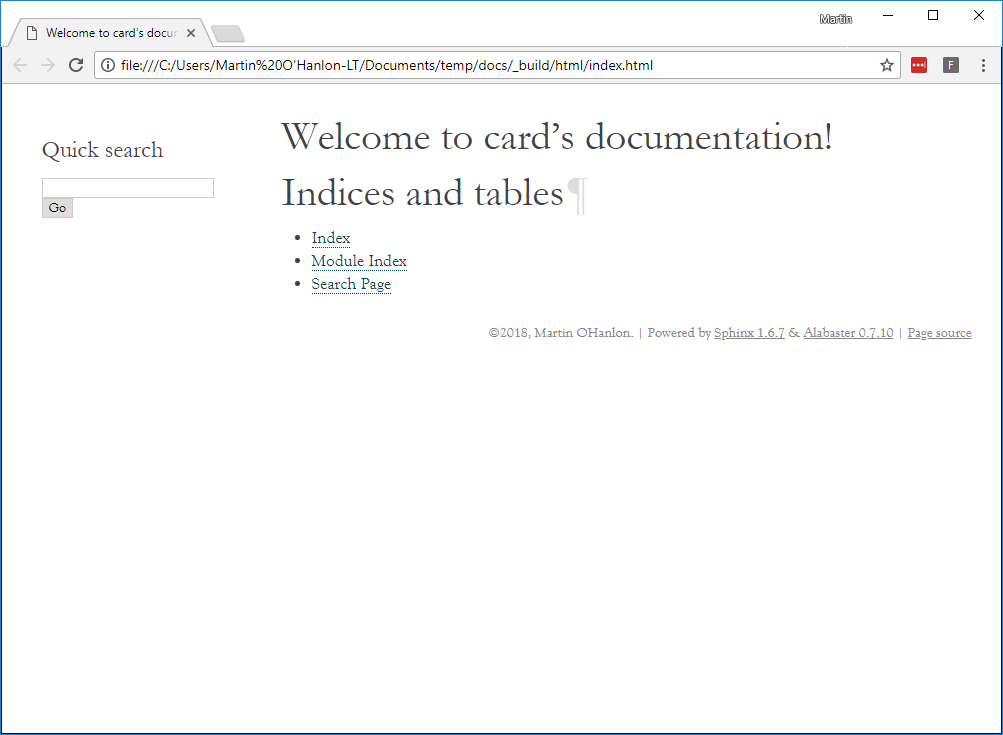 Martin
Welcome to card's docun
file:///C:/Users/Martin%20O'Hanlon-LT/Documents/temp/docs/_build/html/index.html
F
Quick search
Go
Welcome to card’s documentation!
Indices and tables¶
Index
Module Index
Search Page
©2018, Martin OHanlon. | Powered by Sphinx 1.6.7 & Alabaster 0.7.10 | Page source